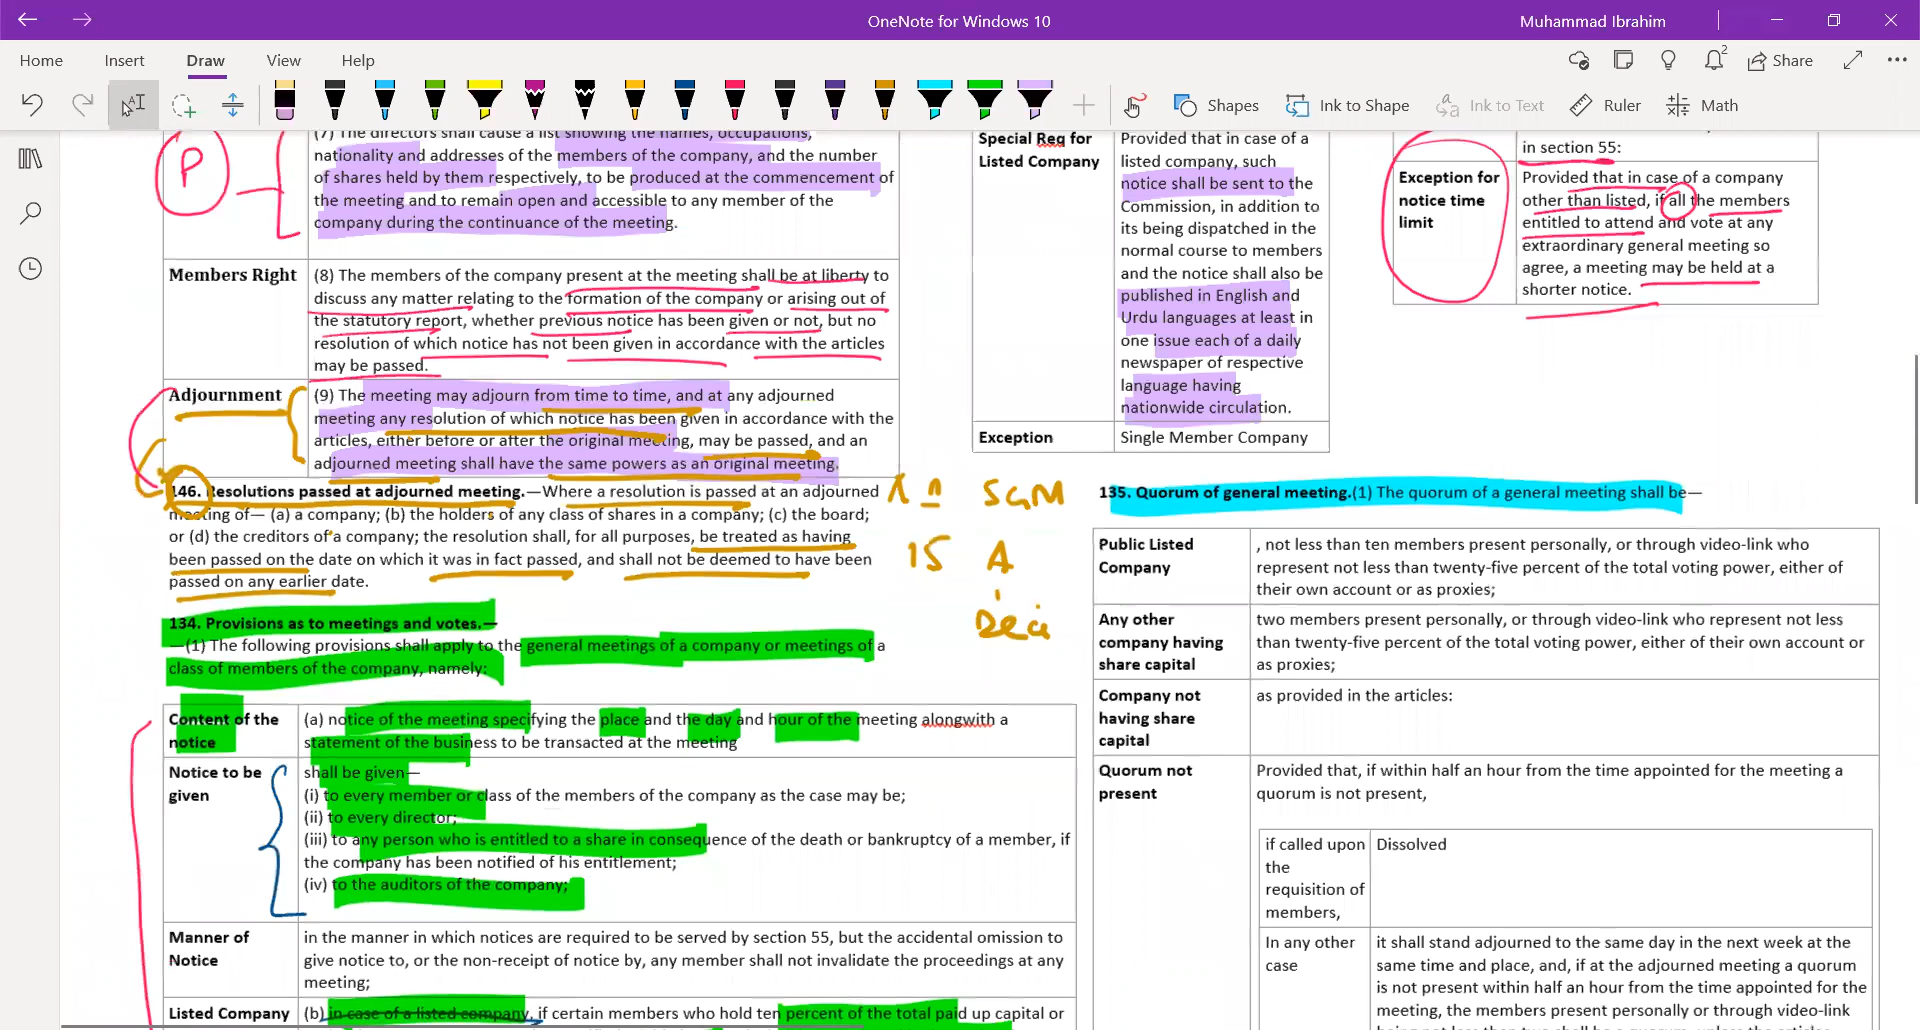 OneNote for Windows 10
Muhammad Ibrahim
Home Insert Draw View Help
2 Share
Shapes Ink to Shape Ink to Text Ruler Math
P
(7) The directors shall cause a list showing the names, occupations,
nationality and addresses of the members of the company, and the number
of shares held by them respectively, to be produced at the commencement of
the meeting and to remain open and accessible to any member of the
company during the continuance of the meeting.
Members Right
(8) The members of the company present at the meeting shall be at liberty to
discuss any matter relating to the formation of the company or arising out of
the statutory report, whether previous notice has been given or not, but no
resolution of which notice has not been given in accordance with the articles
may be passed.
Adjournment
(9) The meeting may adjourn from time to time, and at any adjourned
meeting any resolution of which notice has been given in accordance with the
articles, either before or after the original meeting, may be passed, and an
adjourned meeting shall have the same powers as an original meeting.
146. Resolutions passed at adjourned meeting.—Where a resolution is passed at an adjourned
meeting of— (a) a company; (b) the holders of any class of shares in a company; (c) the board;
or (d) the creditors of a company; the resolution shall, for all purposes, be treated as having
been passed on the date on which it was in fact passed, and shall not be deemed to have been
passed on any earlier date.
SGM
15 A
Deci
134. Provisions as to meetings and votes.—
—(1) The following provisions shall apply to the general meetings of a company or meetings of a
class of members of the company, namely:
Content of the
notice
(a) notice of the meeting specifying the place and the day and hour of the meeting alongwith a
statement of the business to be transacted at the meeting
Notice to be
given
shall be given—
(i) to every member or class of the members of the company as the case may be;
(ii) to every director;
(iii) to any person who is entitled to a share in consequence of the death or bankruptcy of a member, if
the company has been notified of his entitlement;
(iv) to the auditors of the company;
Manner of
Notice
in the manner in which notices are required to be served by section 55, but the accidental omission to
give notice to, or the non-receipt of notice by, any member shall not invalidate the proceedings at any
meeting;
Listed Company
(b) in case of a listed company, if certain members who hold ten percent of the total paid up capital or
Special Req for
Listed Company
Provided that in case of a
listed company, such
notice shall be sent to the
Commission, in addition to
its being dispatched in the
normal course to members
and the notice shall also be
published in English and
Urdu languages at least in
one issue each of a daily
newspaper of respective
language having
nationwide circulation.
Exception
Single Member Company
in section 55:
Exception for
notice time
limit
Provided that in case of a company
other than listed, if all the members
entitled to attend and vote at any
extraordinary general meeting so
agree, a meeting may be held at a
shorter notice.
135. Quorum of general meeting.(1) The quorum of a general meeting shall be—
Public Listed
Company
, not less than ten members present personally, or through video-link who
represent not less than twenty-five percent of the total voting power, either of
their own account or as proxies;
Any other
company having
share capital
two members present personally, or through video-link who represent not less
than twenty-five percent of the total voting power, either of their own account or
as proxies;
Company not
having share
capital
as provided in the articles:
Quorum not
present
Provided that, if within half an hour from the time appointed for the meeting a
quorum is not present,
if called upon
the
requisition of
members,
Dissolved
In any other
case
it shall stand adjourned to the same day in the next week at the
same time and place, and, if at the adjourned meeting a quorum
is not present within half an hour from the time appointed for the
meeting, the members present personally or through video-link